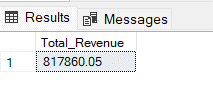 Results Messages
Total_Revenue
1 817860.05